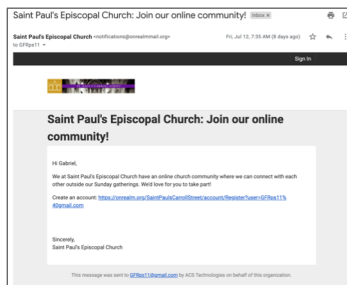 Saint Paul's Episcopal Church: Join our online community! Inbox ×
Saint Paul's Episcopal Church <notifications@onrealmmail.org> Fri, Jul 12, 7:35 AM (8 days ago)
to GFRps11
Sign In
Saint Paul's Episcopal Church: Join our online
community!
Hi Gabriel,
We at Saint Paul's Episcopal Church have an online church community where we can connect with each
other outside our Sunday gatherings. We'd love for you to take part!
Create an account: https://onrealm.org/SaintPaulsCarrollStreet/account/Register?user=GFRps11%
40gmail.com
Sincerely,
Saint Paul's Episcopal Church
This message was sent to GFRps11@gmail.com by ACS Technologies on behalf of this organization.